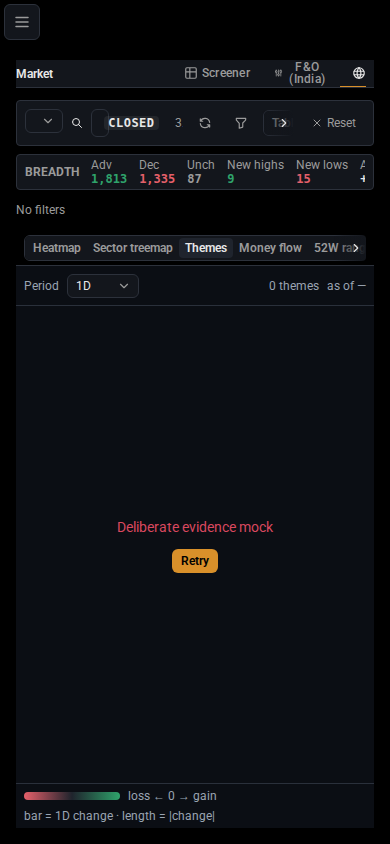 Market
Screener
F&O
(India)
CLOSED
3
Reset
BREADTH
Adv
1,813
Dec
1,335
Unch
87
New highs
9
New lows
15
No filters
Heatmap
Sector treemap
Themes
Money flow
52W
Period
1D
0 themes
as of —
Deliberate evidence mock
Retry
loss ← 0 → gain
bar = 1D change · length = |change|